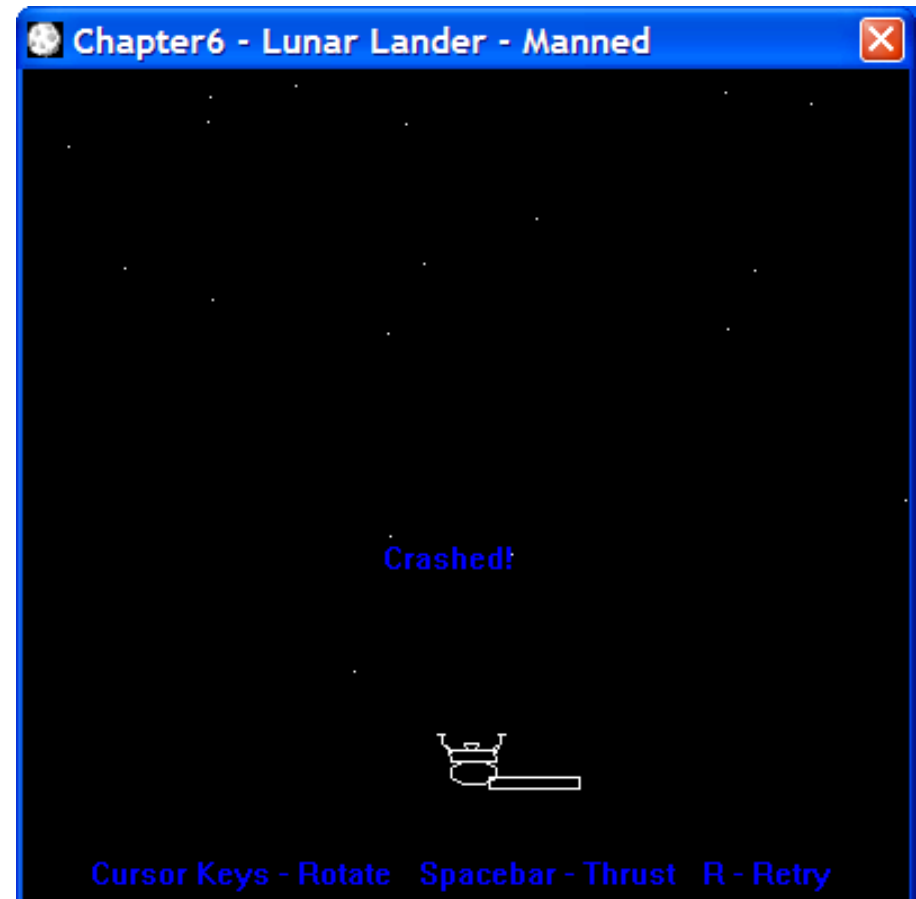 Chapter6 - Lunar Lander - Manned
Crashed!
Cursor Keys - Rotate   Spacebar - Thrust   R - Retry